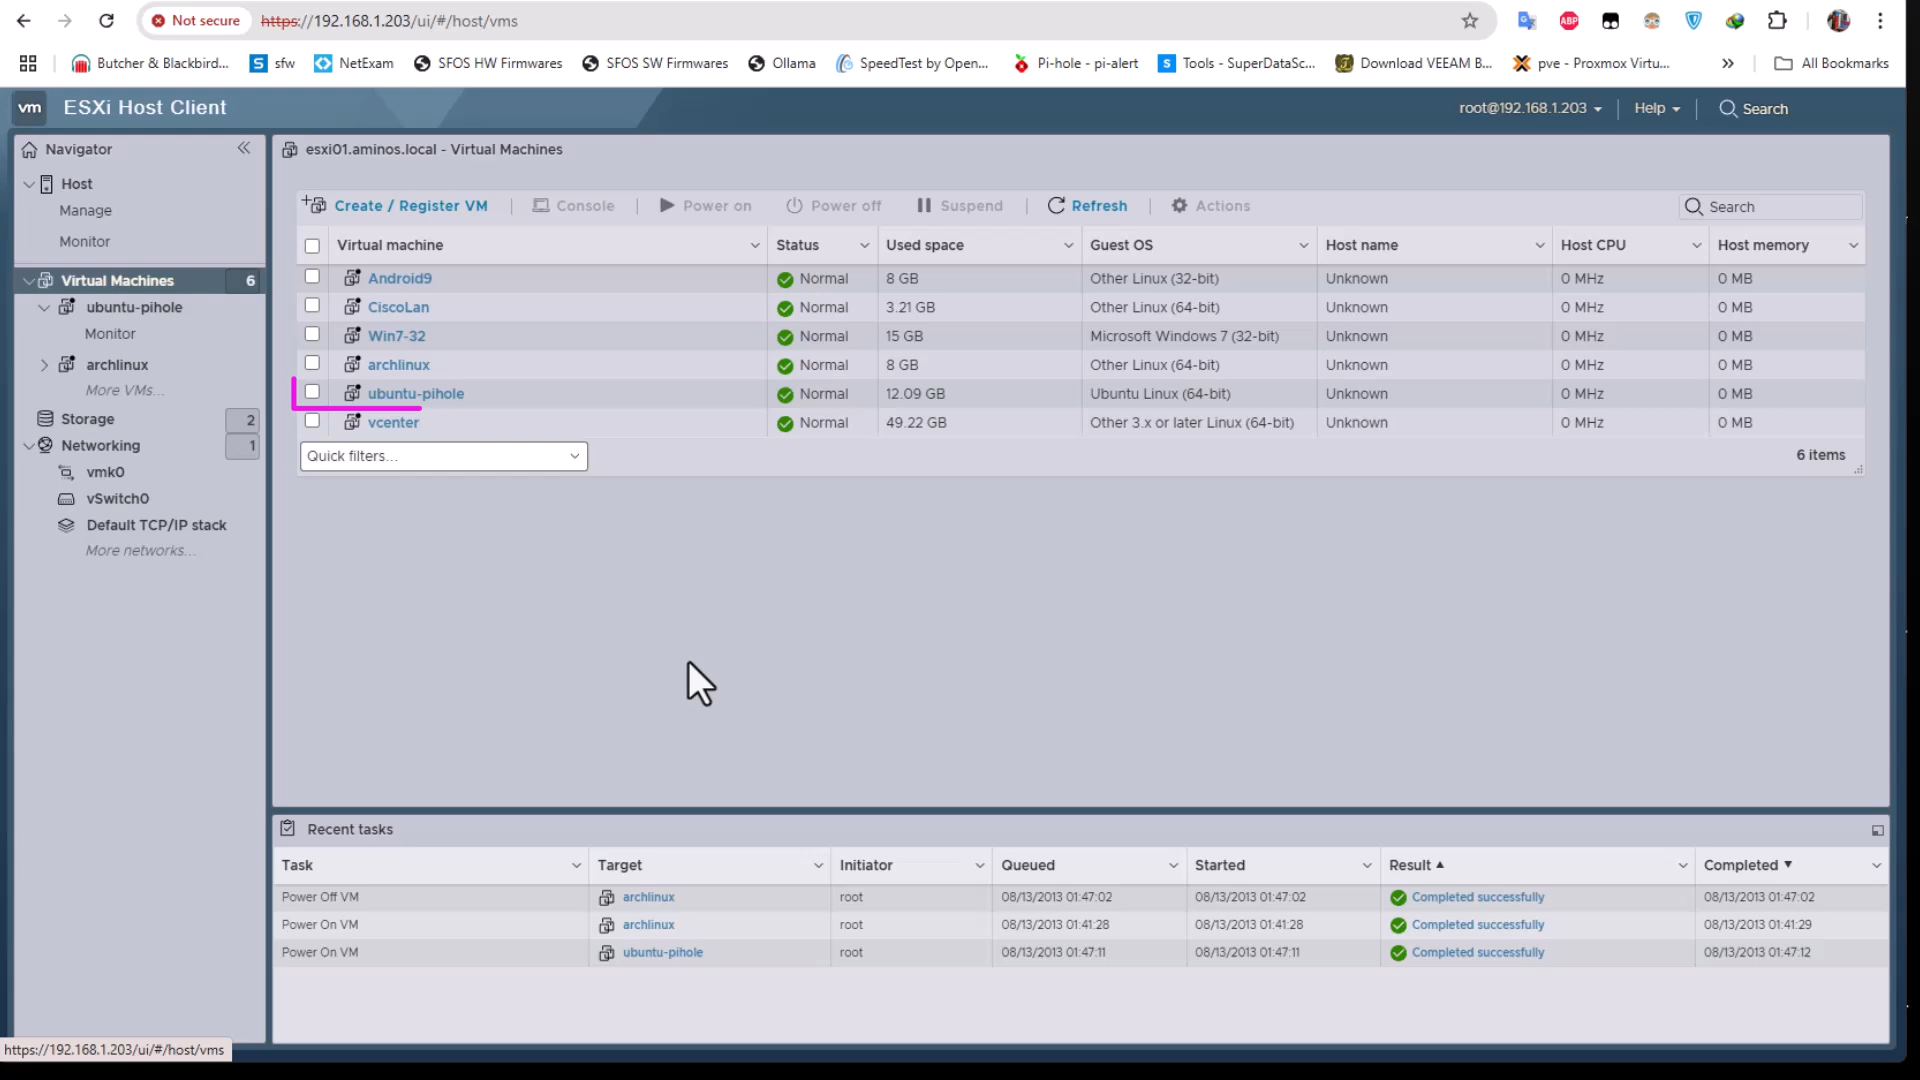 Not secure https://192.168.1.203/ui/#/host/vms
Butcher & Blackbird... sfw NetExam SFOS HW Firmwares SFOS SW Firmwares Ollama SpeedTest by Open... Pi-hole - pi-alert Tools - SuperDataSc... Download VEEAM B... pve - Proxmox Virtu... » All Bookmarks
vm ESXi Host Client root@192.168.1.203 Help Search
Navigator
Host
Manage
Monitor
Virtual Machines 6
ubuntu-pihole
Monitor
archlinux
More VMs...
Storage 2
Networking 1
vmk0
vSwitch0
Default TCP/IP stack
More networks...
esxi01.aminos.local - Virtual Machines
Create / Register VM Console Power on Power off Suspend Refresh Actions Search
Virtual machine Status Used space Guest OS Host name Host CPU Host memory
Android9 Normal 8 GB Other Linux (32-bit) Unknown 0 MHz 0 MB
CiscoLan Normal 3.21 GB Other Linux (64-bit) Unknown 0 MHz 0 MB
Win7-32 Normal 15 GB Microsoft Windows 7 (32-bit) Unknown 0 MHz 0 MB
archlinux Normal 8 GB Other Linux (64-bit) Unknown 0 MHz 0 MB
ubuntu-pihole Normal 12.09 GB Ubuntu Linux (64-bit) Unknown 0 MHz 0 MB
vcenter Normal 49.22 GB Other 3.x or later Linux (64-bit) Unknown 0 MHz 0 MB
Quick filters... 6 items
Recent tasks
Task Target Initiator Queued Started Result Completed
Power Off VM archlinux root 08/13/2013 01:47:02 08/13/2013 01:47:02 Completed successfully 08/13/2013 01:47:02
Power On VM archlinux root 08/13/2013 01:41:28 08/13/2013 01:41:28 Completed successfully 08/13/2013 01:41:29
Power On VM ubuntu-pihole root 08/13/2013 01:47:11 08/13/2013 01:47:11 Completed successfully 08/13/2013 01:47:12
https://192.168.1.203/ui/#/host/vms